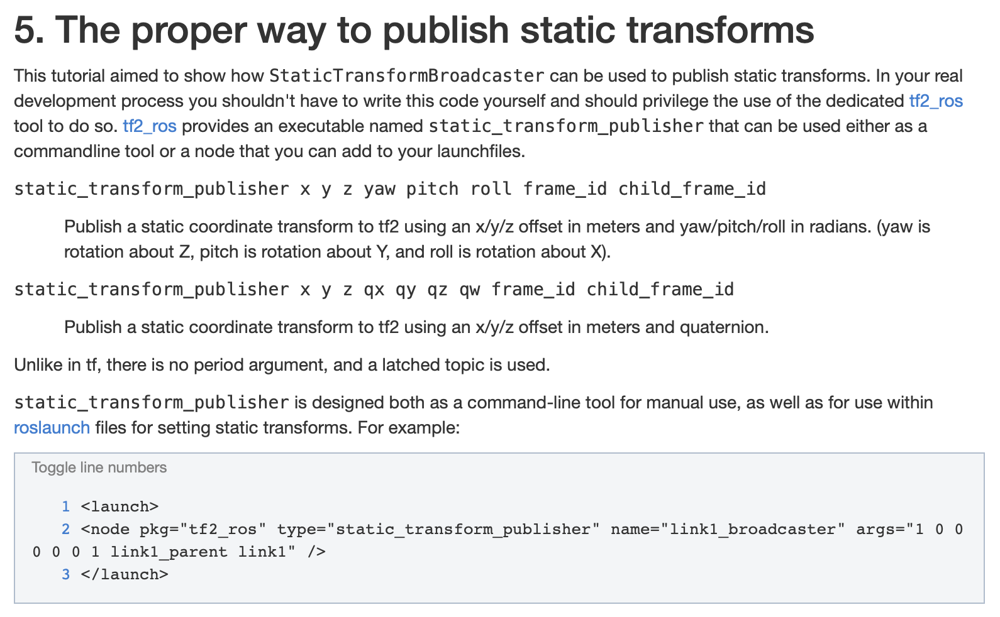 5. The proper way to publish static transforms
This tutorial aimed to show how StaticTransformBroadcaster can be used to publish static transforms. In your real
development process you shouldn't have to write this code yourself and should privilege the use of the dedicated tf2_ros
tool to do so. tf2_ros provides an executable named static_transform_publisher that can be used either as a
commandline tool or a node that you can add to your launchfiles.
static_transform_publisher x y z yaw pitch roll frame_id child_frame_id
Publish a static coordinate transform to tf2 using an x/y/z offset in meters and yaw/pitch/roll in radians. (yaw is
rotation about Z, pitch is rotation about Y, and roll is rotation about X).
static_transform_publisher x y z qx qy qz qw frame_id child_frame_id
Publish a static coordinate transform to tf2 using an x/y/z offset in meters and quaternion.
Unlike in tf, there is no period argument, and a latched topic is used.
static_transform_publisher is designed both as a command-line tool for manual use, as well as for use within
roslaunch files for setting static transforms. For example:
Toggle line numbers
1 <launch>
2 <node pkg="tf2_ros" type="static_transform_publisher" name="link1_broadcaster" args="1 0 0
0 0 0 1 link1_parent link1" />
3 </launch>